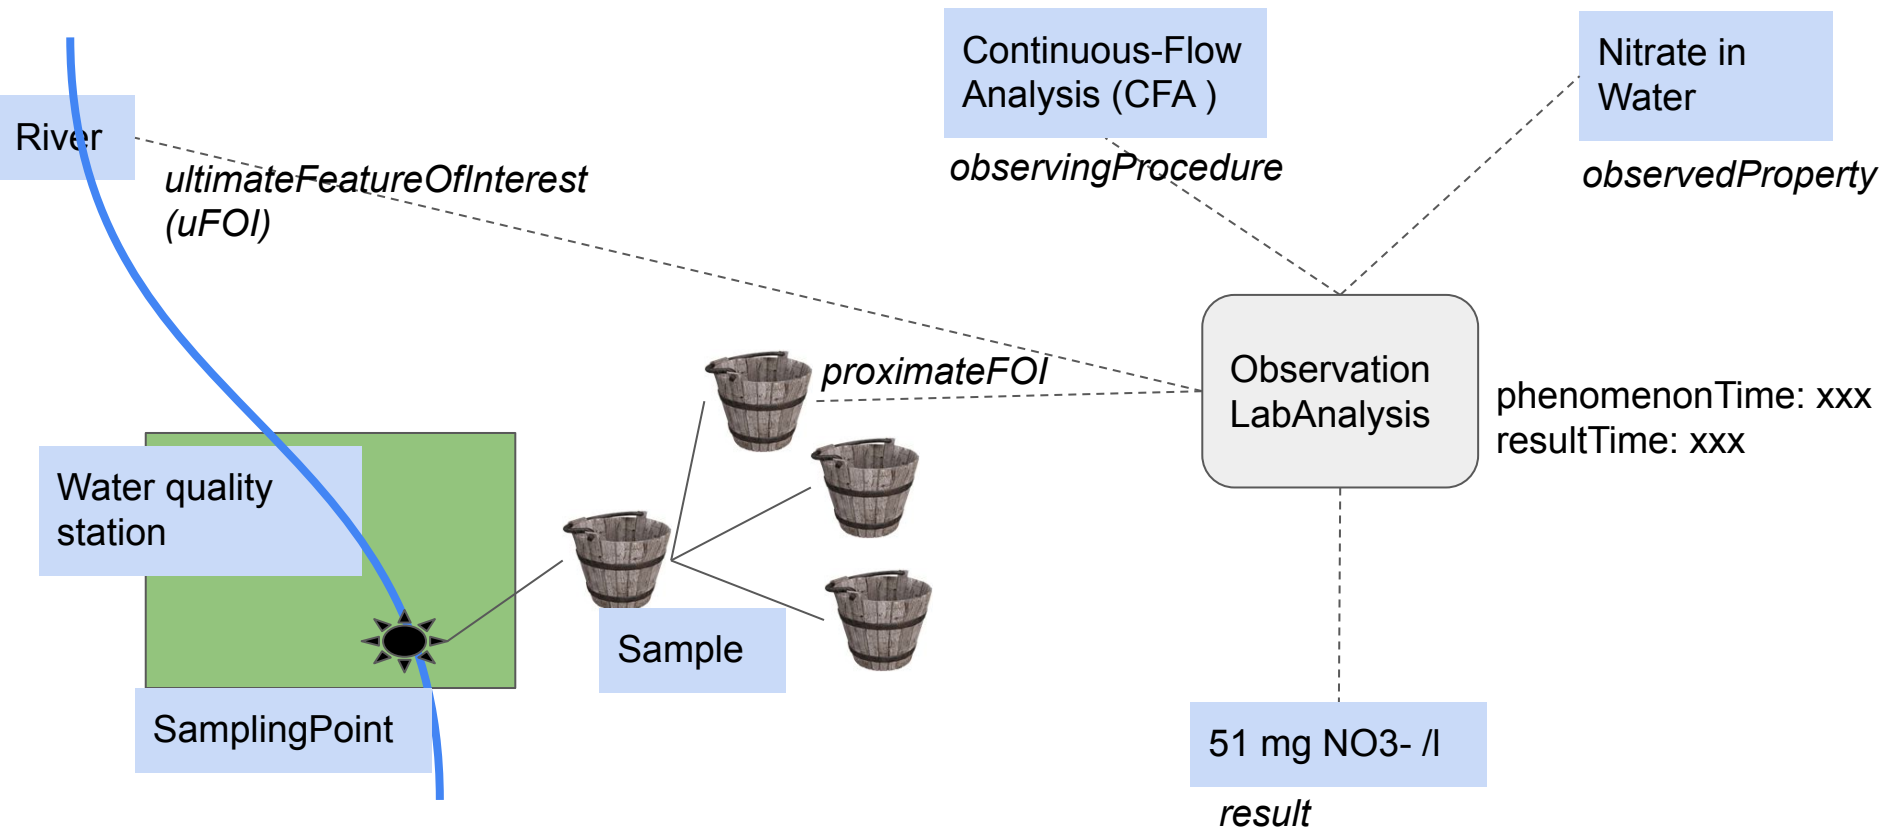 Continuous-Flow
Analysis (CFA )
observingProcedure
Nitrate in
Water
observedProperty
River
ultimateFeatureOfInterest
(uFOI)
proximateFOI
Observation
LabAnalysis
phenomenonTime: xxx
resultTime: xxx
Water quality
station
Sample
SamplingPoint
51 mg NO3- /l
result